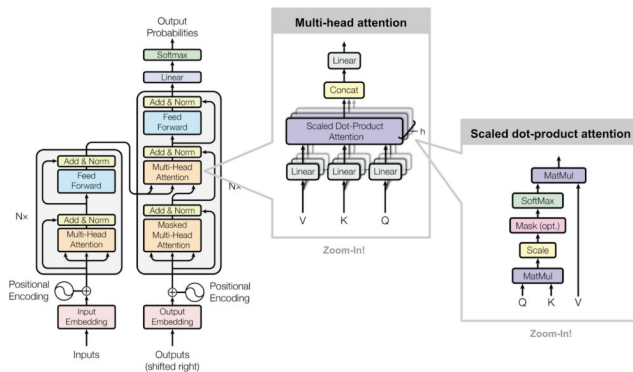 Output
Probabilities
Softmax
Linear
Add & Norm
Feed
Forward
Add & Norm
Multi-Head
Attention
Add & Norm
Masked
Multi-Head
Attention
Nx
Add & Norm
Feed
Forward
Add & Norm
Multi-Head
Attention
Nx
Positional
Encoding
Positional
Encoding
Input
Embedding
Output
Embedding
Inputs
Outputs
(shifted right)
Multi-head attention
Linear
Concat
Scaled Dot-Product
Attention
h
Linear
Linear
Linear
V
K
Q
Zoom-In!
Scaled dot-product attention
MatMul
SoftMax
Mask (opt.)
Scale
MatMul
Q
K
V
Zoom-In!